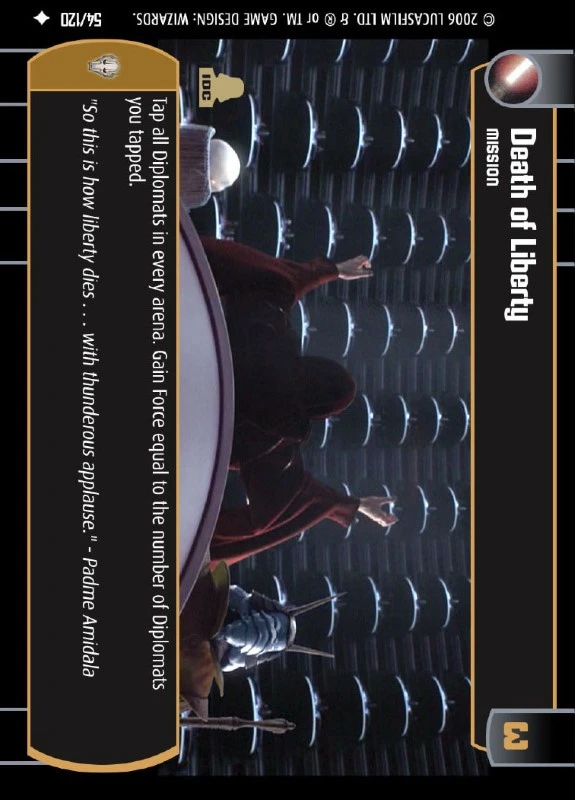 Death of Liberty
MISSION
3
IDC
Tap all Diplomats in every arena. Gain Force equal to the number of Diplomats
you tapped.
"So this is how liberty dies . . . with thunderous applause." - Padme Amidala
© 2006 LUCASFILM LTD. & ® or TM. GAME DESIGN: WIZARDS.
54/120